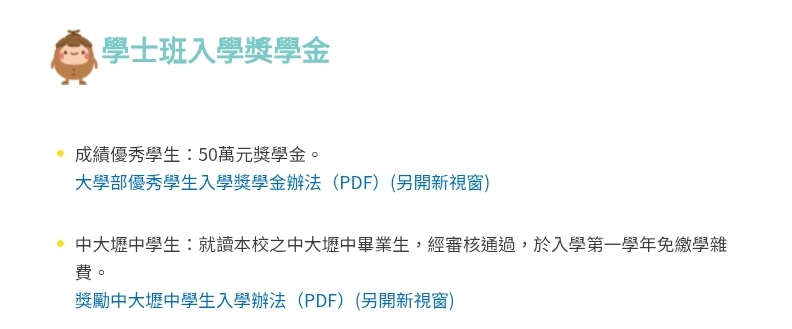 學士班入學獎學金
成績優秀學生：50萬元獎學金。
大學部優秀學生入學獎學金辦法（PDF）(另開新視窗)
中大壢中學生：就讀本校之中大壢中畢業生，經審核通過，於入學第一學年免繳學雜
費。
獎勵中大壢中學生入學辦法（PDF）(另開新視窗)